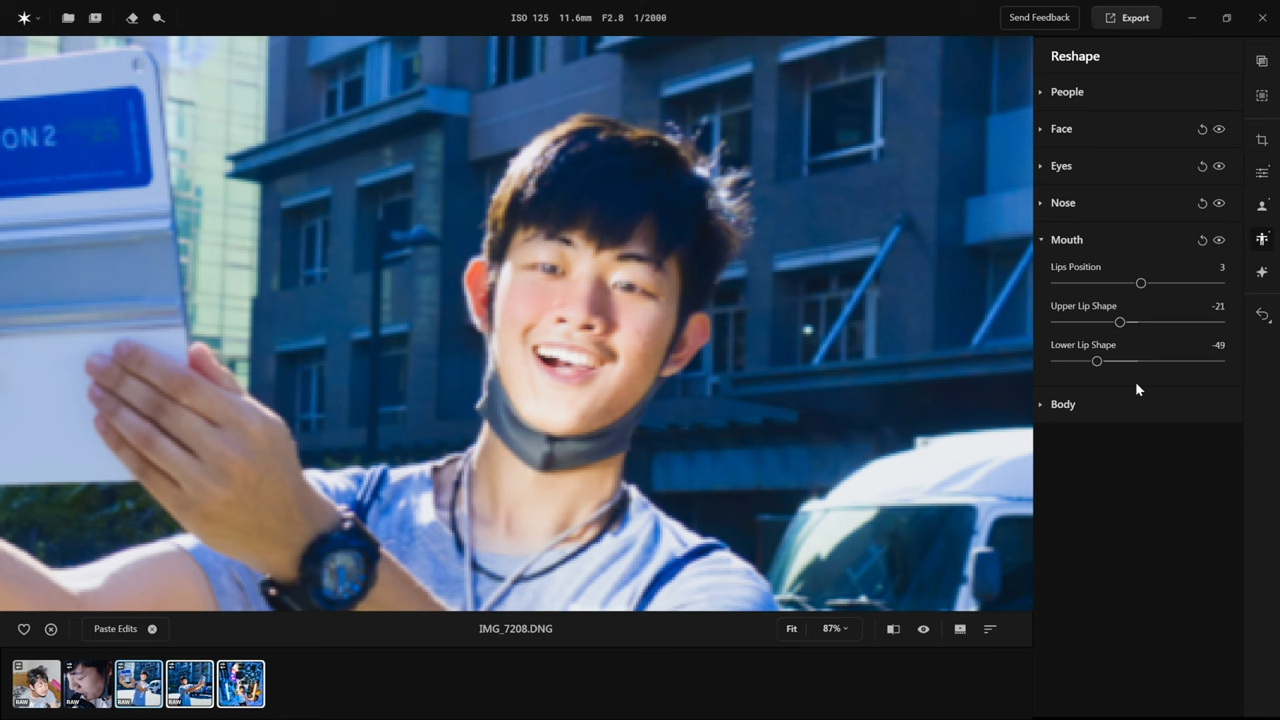 ISO 125 11.6mm F2.8 1/2000
Send Feedback
Export
Reshape
People
Face
Eyes
Nose
Mouth
Lips Position 3
Upper Lip Shape -21
Lower Lip Shape -49
Body
ON2
Paste Edits
IMG_7208.DNG
Fit
87%
RAW
RAW
RAW
RAW
RAW